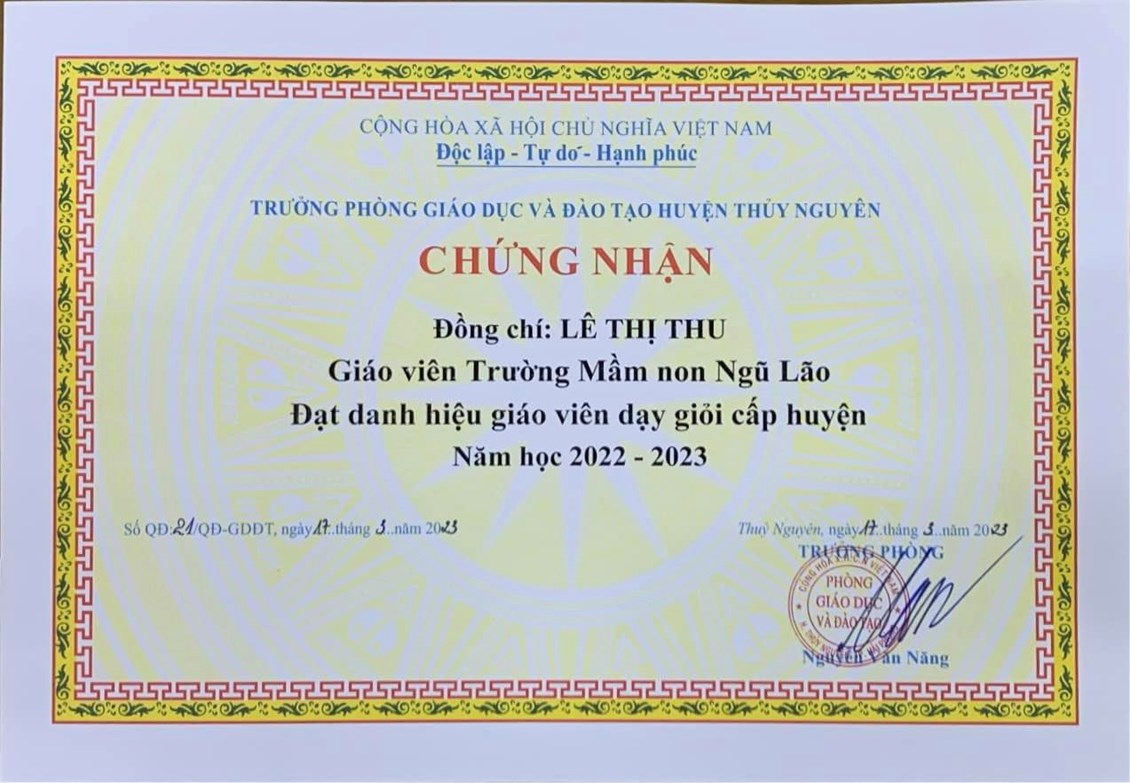 CỘNG HÒA XÃ HỘI CHỦ NGHĨA VIỆT NAM
Độc lập - Tự do - Hạnh phúc
TRƯỞNG PHÒNG GIÁO DỤC VÀ ĐÀO TẠO HUYỆN THỦY NGUYÊN
CHỨNG NHẬN
Đồng chí: LÊ THỊ THU
Giáo viên Trường Mầm non Ngũ Lão
Đạt danh hiệu giáo viên dạy giỏi cấp huyện
Năm học 2022 - 2023
Số QĐ:21/QĐ-GDĐT, ngày17..tháng 3..năm 2023
Thuỷ Nguyên, ngày17..tháng 3..năm 2023
TRƯỞNG PHÒNG
PHÒNG
GIÁO DỤC
VÀ ĐÀO TẠO
Nguyễn Văn Năng